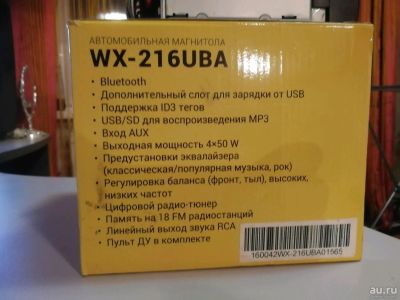 АВТОМОБИЛЬНАЯ МАГНИТОЛА
WX-216UBA
• Bluetooth
• Дополнительный слот для зарядки от USB
• Поддержка ID3 тегов
• USB/SD для воспроизведения MP3
• Вход AUX
• Выходная мощность 4×50 W
• Предустановки эквалайзера
(классическая/популярная музыка, рок)
• Регулировка баланса (фронт, тыл), высоких,
низких частот
• Цифровой радио-тюнер
• Память на 18 FM радиостанций
• Линейный выход звука RCA
• Пульт ДУ в комплекте
160042WX-216UBA01565
au.ru